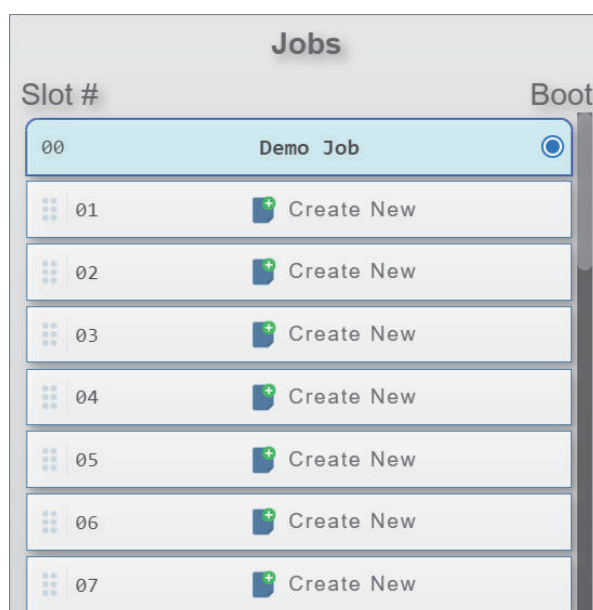 Jobs
Slot # Boot
00 Demo Job
01 Create New
02 Create New
03 Create New
04 Create New
05 Create New
06 Create New
07 Create New